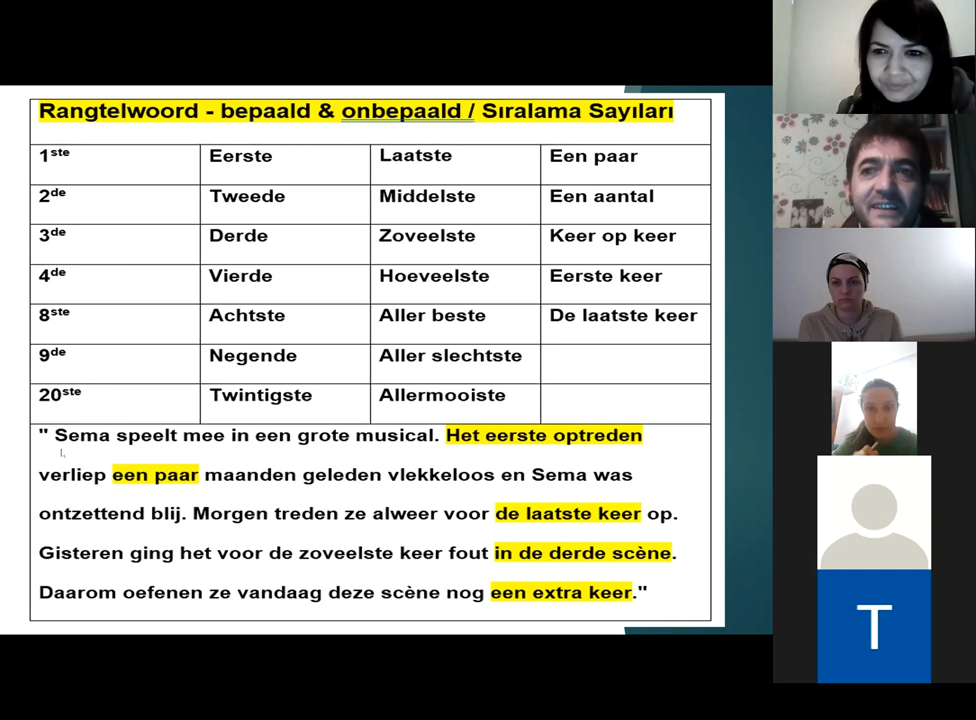 Rangtelwoord - bepaald & onbepaald / Sıralama Sayıları
1ste Eerste Laatste Een paar
2de Tweede Middelste Een aantal
3de Derde Zoveelste Keer op keer
4de Vierde Hoeveelste Eerste keer
8ste Achtste Aller beste De laatste keer
9de Negende Aller slechtste
20ste Twintigste Allermooiste
" Sema speelt mee in een grote musical. Het eerste optreden
verliep een paar maanden geleden vlekkeloos en Sema was
ontzettend blij. Morgen treden ze alweer voor de laatste keer op.
Gisteren ging het voor de zoveelste keer fout in de derde scène.
Daarom oefenen ze vandaag deze scène nog een extra keer."
T